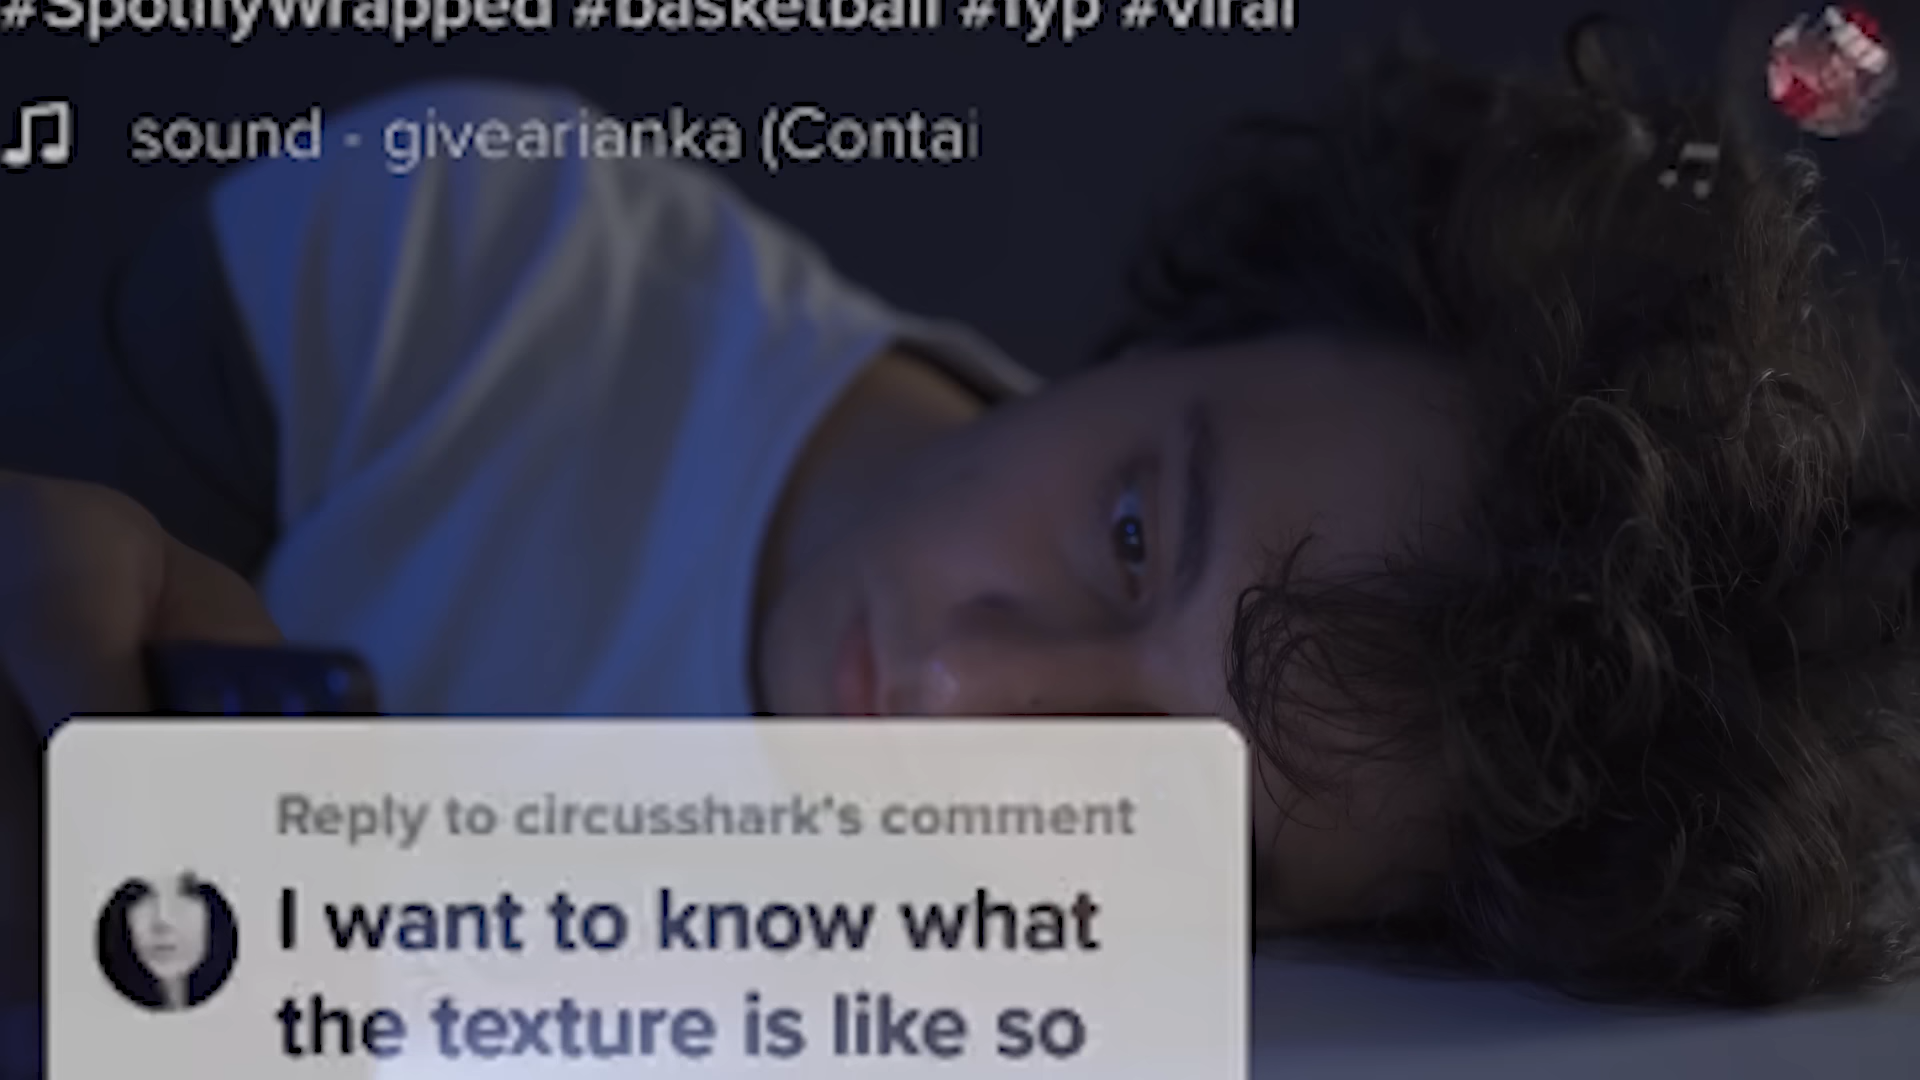 #SpotifyWrapped #basketball #fyp #viral
sound - givearianka (Contai
Reply to circusshark's comment
I want to know what
the texture is like so